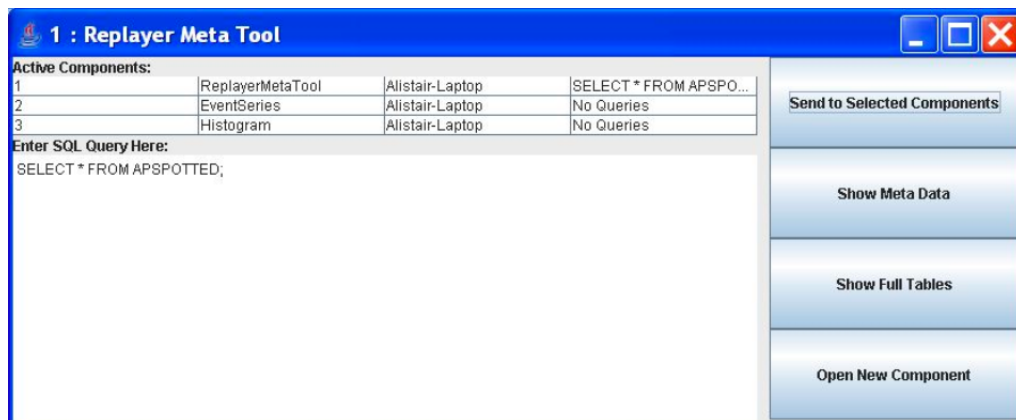 1 : Replayer Meta Tool
Active Components:
1 ReplayerMetaTool Alistair-Laptop SELECT * FROM APSPO...
2 EventSeries Alistair-Laptop No Queries
3 Histogram Alistair-Laptop No Queries
Enter SQL Query Here:
SELECT * FROM APSPOTTED;
Send to Selected Components
Show Meta Data
Show Full Tables
Open New Component